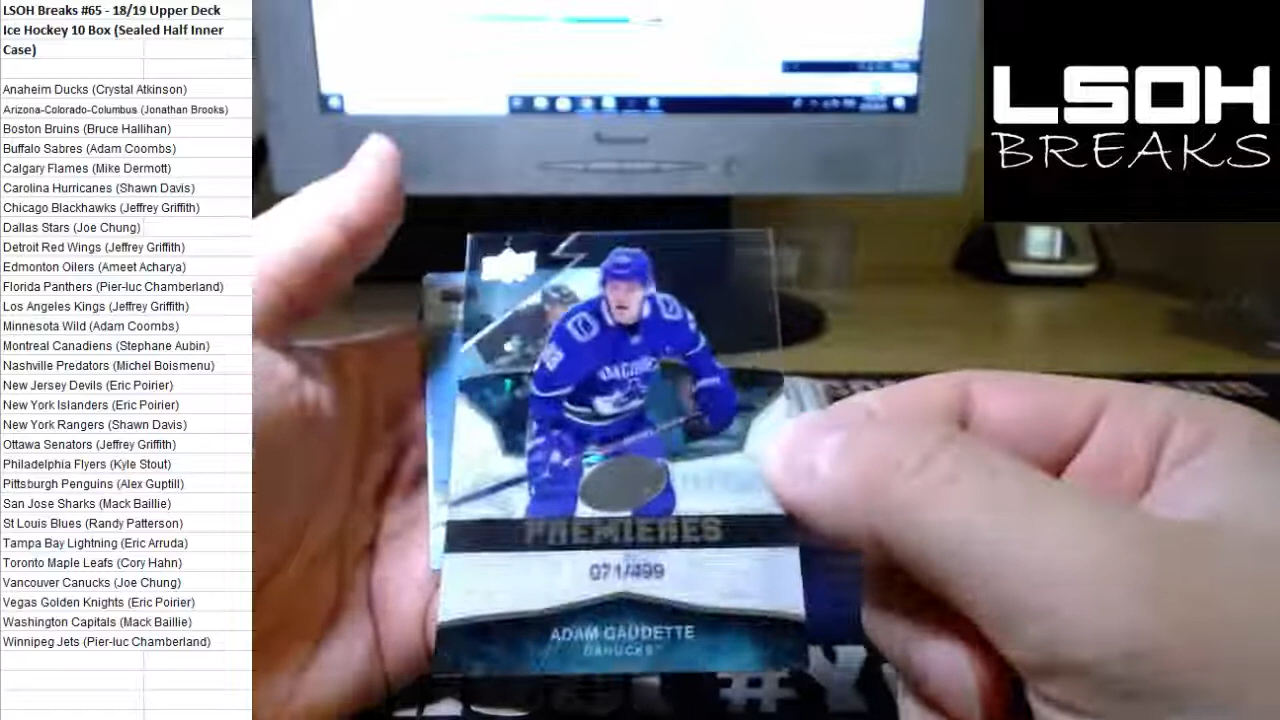 LSOH Breaks #65 - 18/19 Upper Deck
Ice Hockey 10 Box (Sealed Half Inner
Case)
Anaheim Ducks (Crystal Atkinson)
Arizona-Colorado-Columbus (Jonathan Brooks)
Boston Bruins (Bruce Hallihan)
Buffalo Sabres (Adam Coombs)
Calgary Flames (Mike Dermott)
Carolina Hurricanes (Shawn Davis)
Chicago Blackhawks (Jeffrey Griffith)
Dallas Stars (Joe Chung)
Detroit Red Wings (Jeffrey Griffith)
Edmonton Oilers (Ameet Acharya)
Florida Panthers (Pier-luc Chamberland)
Los Angeles Kings (Jeffrey Griffith)
Minnesota Wild (Adam Coombs)
Montreal Canadiens (Stephane Aubin)
Nashville Predators (Michel Boismenu)
New Jersey Devils (Eric Poirier)
New York Islanders (Eric Poirier)
New York Rangers (Shawn Davis)
Ottawa Senators (Jeffrey Griffith)
Philadelphia Flyers (Kyle Stout)
Pittsburgh Penguins (Alex Guptill)
San Jose Sharks (Mack Baillie)
St Louis Blues (Randy Patterson)
Tampa Bay Lightning (Eric Arruda)
Toronto Maple Leafs (Cory Hahn)
Vancouver Canucks (Joe Chung)
Vegas Golden Knights (Eric Poirier)
Washington Capitals (Mack Baillie)
Winnipeg Jets (Pier-luc Chamberland)
LSOH
BREAKS
PREMIERES
071/499
ADAM GAUDETTE
CANUCKS